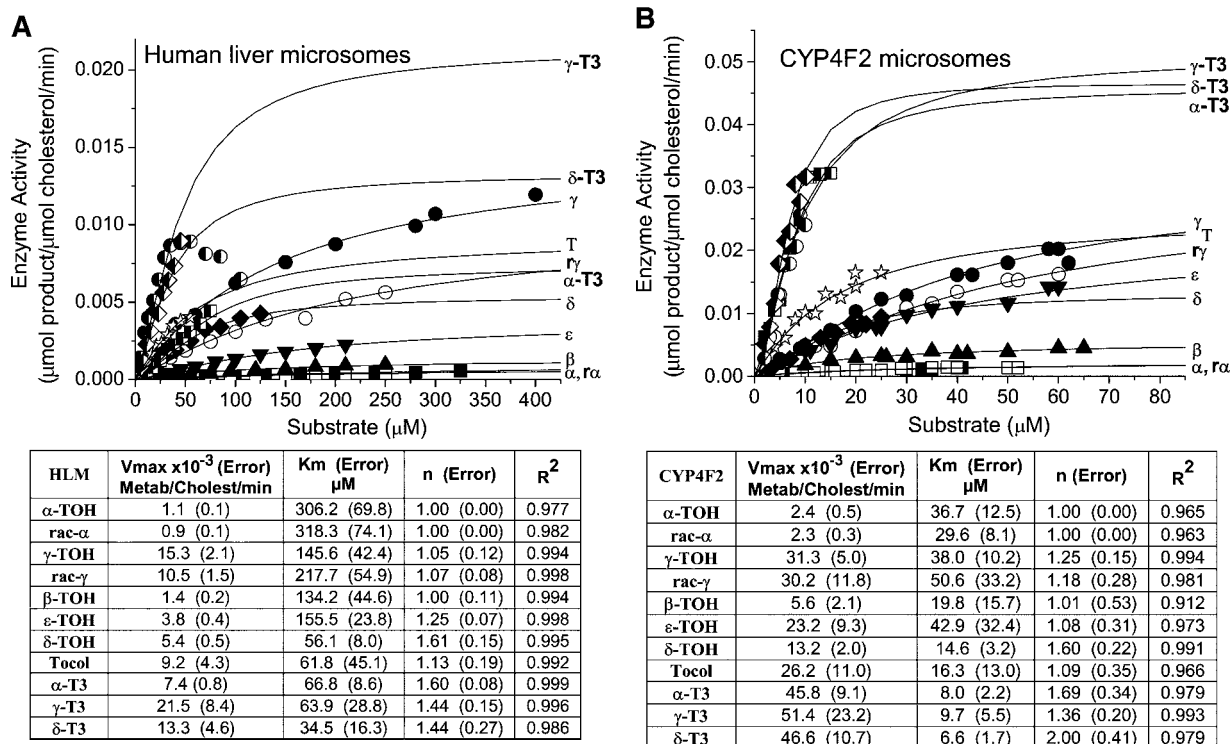 A
Human liver microsomes
Enzyme Activity
(μmol product/μmol cholesterol/min)
0.020
0.015
0.010
0.005
0.000
0 50 100 150 200 250 300 350 400
Substrate (μM)
γ-T3
δ-T3
γ
T
rγ
α-T3
δ
ε
β
α, rα
HLM Vmax x10⁻³ (Error) Metab/Cholest/min Km (Error) μM n (Error) R²
α-TOH 1.1 (0.1) 306.2 (69.8) 1.00 (0.00) 0.977
rac-α 0.9 (0.1) 318.3 (74.1) 1.00 (0.00) 0.982
γ-TOH 15.3 (2.1) 145.6 (42.4) 1.05 (0.12) 0.994
rac-γ 10.5 (1.5) 217.7 (54.9) 1.07 (0.08) 0.998
β-TOH 1.4 (0.2) 134.2 (44.6) 1.00 (0.11) 0.994
ε-TOH 3.8 (0.4) 155.5 (23.8) 1.25 (0.07) 0.998
δ-TOH 5.4 (0.5) 56.1 (8.0) 1.61 (0.15) 0.995
Tocol 9.2 (4.3) 61.8 (45.1) 1.13 (0.19) 0.992
α-T3 7.4 (0.8) 66.8 (8.6) 1.60 (0.08) 0.999
γ-T3 21.5 (8.4) 63.9 (28.8) 1.44 (0.15) 0.996
δ-T3 13.3 (4.6) 34.5 (16.3) 1.44 (0.27) 0.986
B
CYP4F2 microsomes
Enzyme Activity
(μmol product/μmol cholesterol/min)
0.05
0.04
0.03
0.02
0.01
0.00
0 20 40 60 80
Substrate (μM)
γ-T3
δ-T3
α-T3
γ
T
rγ
ε
δ
β
α, rα
CYP4F2 Vmax x10⁻³ (Error) Metab/Cholest/min Km (Error) μM n (Error) R²
α-TOH 2.4 (0.5) 36.7 (12.5) 1.00 (0.00) 0.965
rac-α 2.3 (0.3) 29.6 (8.1) 1.00 (0.00) 0.963
γ-TOH 31.3 (5.0) 38.0 (10.2) 1.25 (0.15) 0.994
rac-γ 30.2 (11.8) 50.6 (33.2) 1.18 (0.28) 0.981
β-TOH 5.6 (2.1) 19.8 (15.7) 1.01 (0.53) 0.912
ε-TOH 23.2 (9.3) 42.9 (32.4) 1.08 (0.31) 0.973
δ-TOH 13.2 (2.0) 14.6 (3.2) 1.60 (0.22) 0.991
Tocol 26.2 (11.0) 16.3 (13.0) 1.09 (0.35) 0.966
α-T3 45.8 (9.1) 8.0 (2.2) 1.69 (0.34) 0.979
γ-T3 51.4 (23.2) 9.7 (5.5) 1.36 (0.20) 0.993
δ-T3 46.6 (10.7) 6.6 (1.7) 2.00 (0.41) 0.979